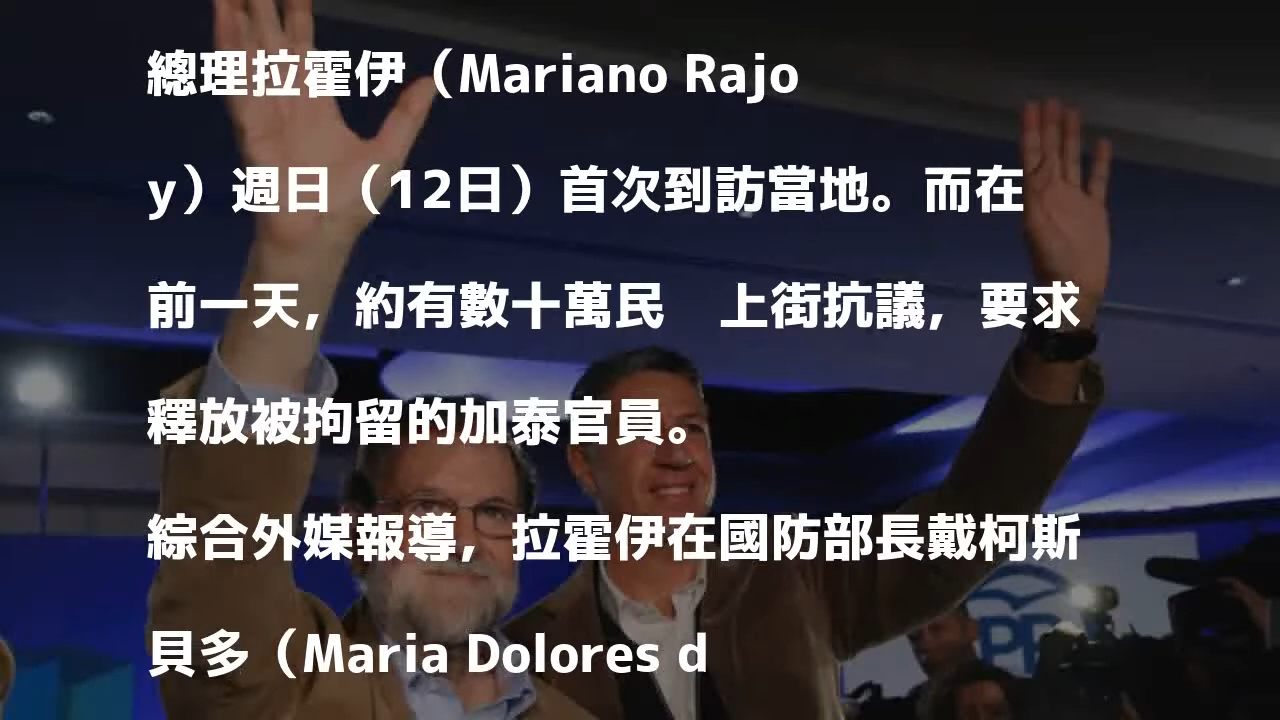 總理拉霍伊（Mariano Rajo
y）週日（12日）首次到訪當地。而在
前一天，約有數十萬民　上街抗議，要求
釋放被拘留的加泰官員。
綜合外媒報導，拉霍伊在國防部長戴柯斯
貝多（Maria Dolores d
PP